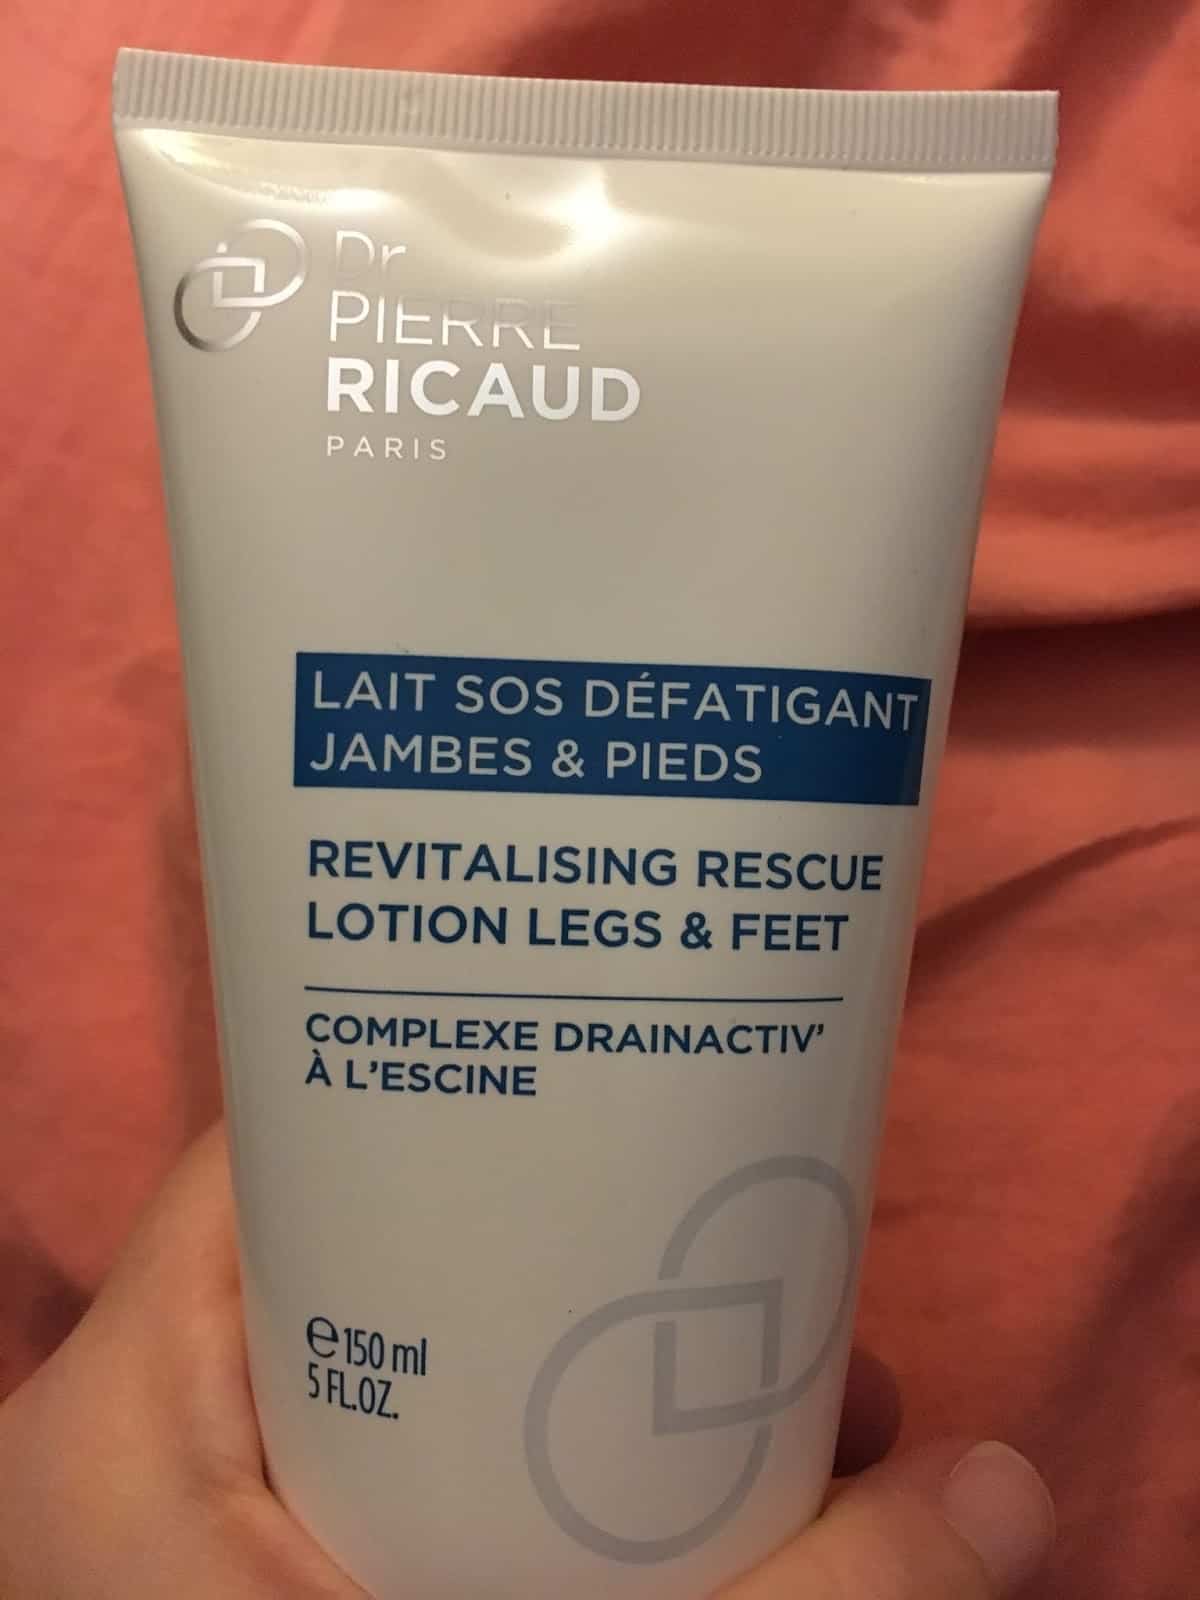 Dr
PIERRE
RICAUD
PARIS
LAIT SOS DÉFATIGANT
JAMBES & PIEDS
REVITALISING RESCUE
LOTION LEGS & FEET
COMPLEXE DRAINACTIV'
À L'ESCINE
℮ 150 ml
5 FL.OZ.